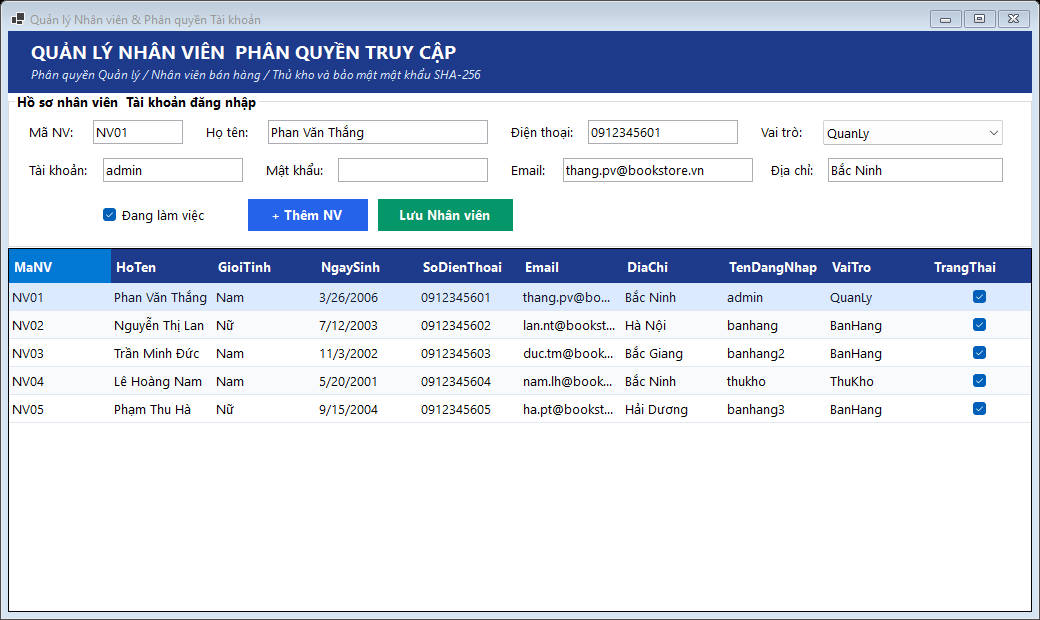 Quản lý Nhân viên & Phân quyền Tài khoản
QUẢN LÝ NHÂN VIÊN  PHÂN QUYỀN TRUY CẬP
Phân quyền Quản lý / Nhân viên bán hàng / Thủ kho và bảo mật mật khẩu SHA-256
Hồ sơ nhân viên  Tài khoản đăng nhập
Mã NV: NV01 Họ tên: Phan Văn Thắng Điện thoại: 0912345601 Vai trò: QuanLy
Tài khoản: admin Mật khẩu: Email: thang.pv@bookstore.vn Địa chỉ: Bắc Ninh
Đang làm việc + Thêm NV Lưu Nhân viên
MaNV HoTen GioiTinh NgaySinh SoDienThoai Email DiaChi TenDangNhap VaiTro TrangThai
NV01 Phan Văn Thắng Nam 3/26/2006 0912345601 thang.pv@bo... Bắc Ninh admin QuanLy
NV02 Nguyễn Thị Lan Nữ 7/12/2003 0912345602 lan.nt@bookst... Hà Nội banhang BanHang
NV03 Trần Minh Đức Nam 11/3/2002 0912345603 duc.tm@book... Bắc Giang banhang2 BanHang
NV04 Lê Hoàng Nam Nam 5/20/2001 0912345604 nam.lh@book... Bắc Ninh thukho ThuKho
NV05 Phạm Thu Hà Nữ 9/15/2004 0912345605 ha.pt@bookst... Hải Dương banhang3 BanHang